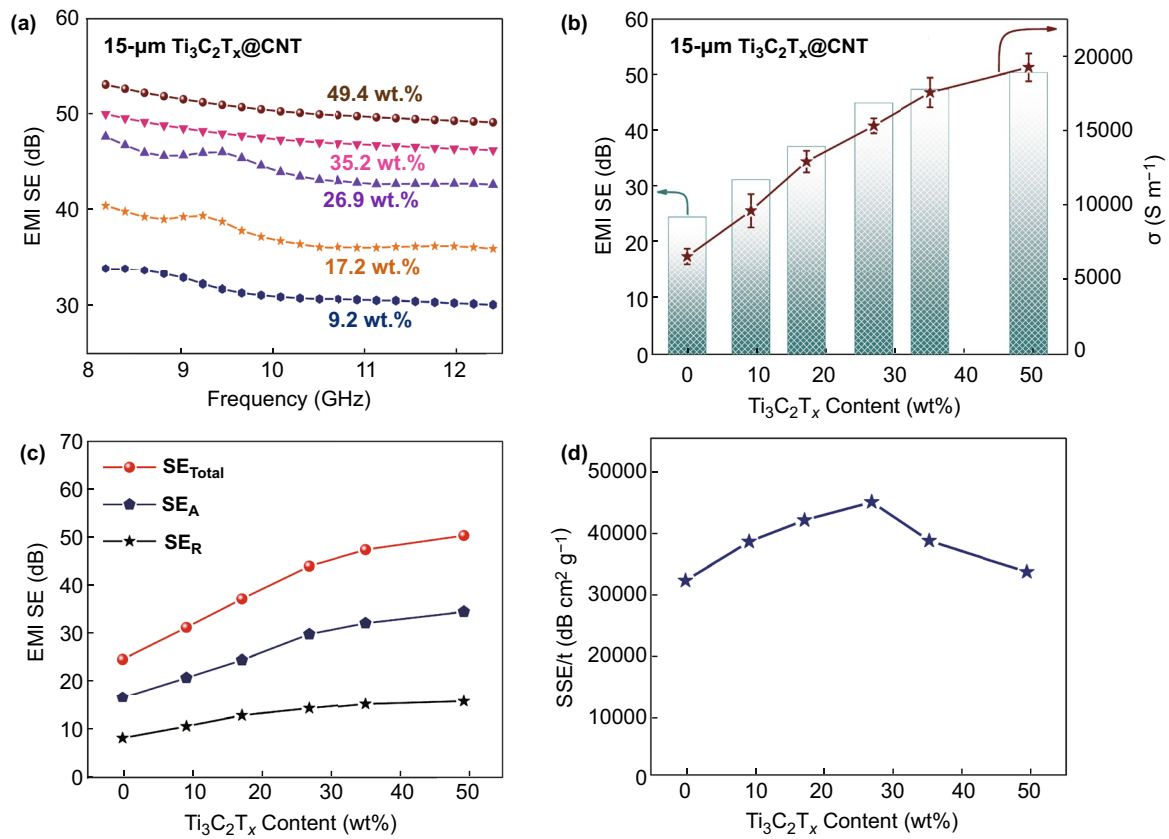 (a)
15-μm Ti₃C₂Tₓ@CNT
49.4 wt.%
35.2 wt.%
26.9 wt.%
17.2 wt.%
9.2 wt.%
60
50
40
30
EMI SE (dB)
8 9 10 11 12
Frequency (GHz)
(b)
15-μm Ti₃C₂Tₓ@CNT
60
50
40
30
20
10
0
EMI SE (dB)
20000
15000
10000
5000
0
σ (S m⁻¹)
0 10 20 30 40 50
Ti₃C₂Tₓ Content (wt%)
(c)
SE_Total
SE_A
SE_R
70
60
50
40
30
20
10
0
EMI SE (dB)
0 10 20 30 40 50
Ti₃C₂Tₓ Content (wt%)
(d)
50000
40000
30000
20000
10000
0
SSE/t (dB cm² g⁻¹)
0 10 20 30 40 50
Ti₃C₂Tₓ Content (wt%)